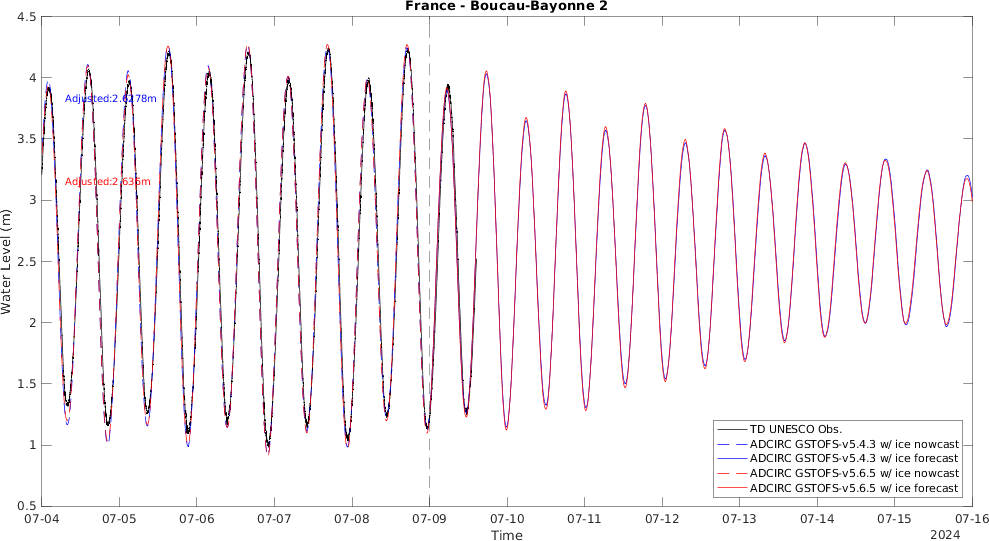 France - Boucau-Bayonne 2
4.5
4
3.5
3
2.5
2
1.5
1
0.5
Water Level (m)
Adjusted:2.6278m
Adjusted:2.636m
TD UNESCO Obs.
ADCIRC GSTOFS-v5.4.3 w/ ice nowcast
ADCIRC GSTOFS-v5.4.3 w/ ice forecast
ADCIRC GSTOFS-v5.6.5 w/ ice nowcast
ADCIRC GSTOFS-v5.6.5 w/ ice forecast
07-04 07-05 07-06 07-07 07-08 07-09 07-10 07-11 07-12 07-13 07-14 07-15 07-16
Time
2024